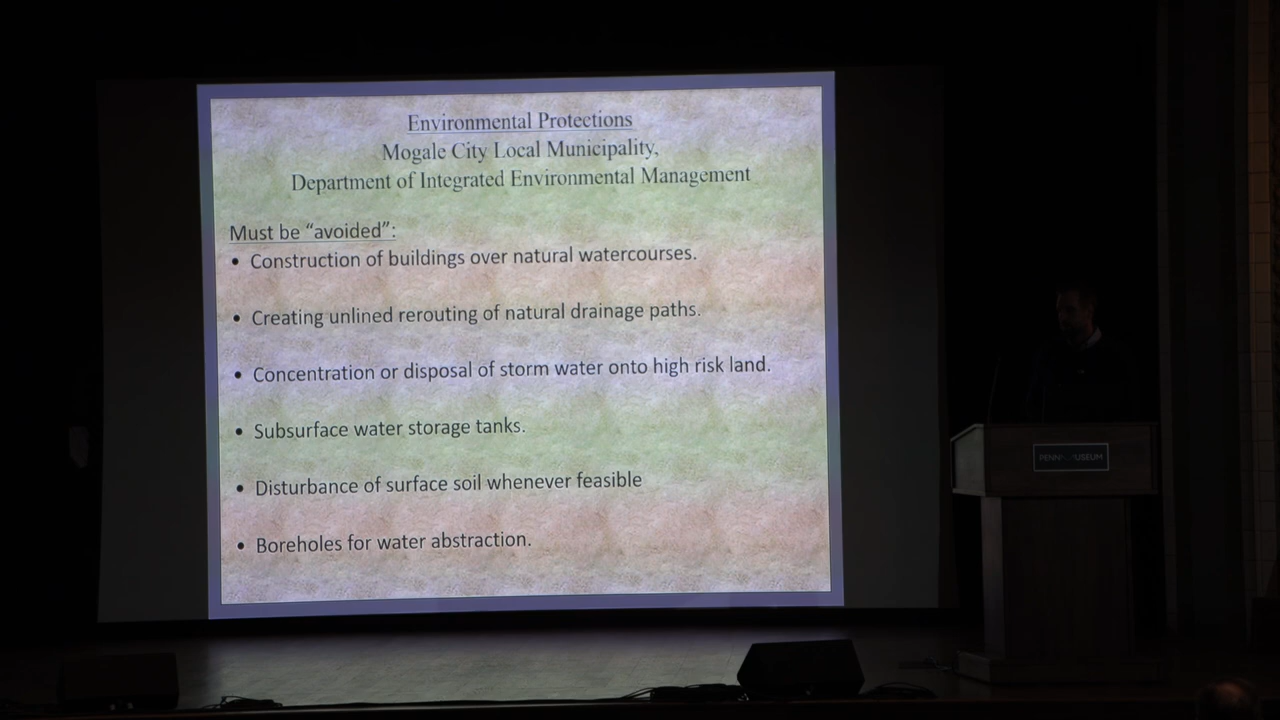 Environmental Protections
Mogale City Local Municipality,
Department of Integrated Environmental Management
Must be “avoided”:
• Construction of buildings over natural watercourses.
• Creating unlined rerouting of natural drainage paths.
• Concentration or disposal of storm water onto high risk land.
• Subsurface water storage tanks.
• Disturbance of surface soil whenever feasible
• Boreholes for water abstraction.
PENN MUSEUM